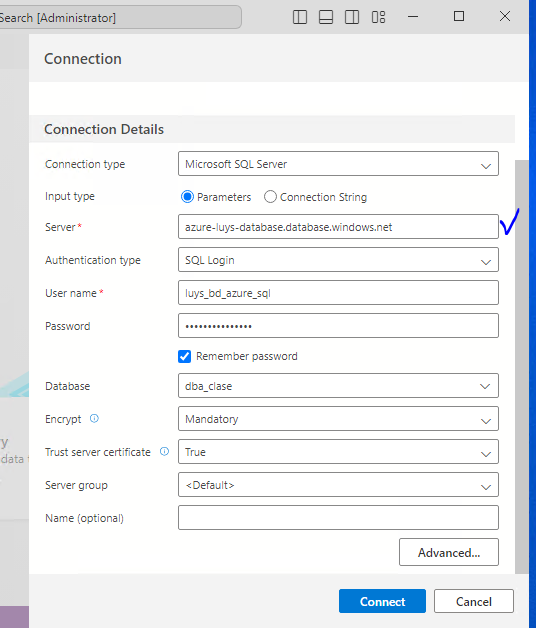 Search [Administrator]
Connection
Connection Details
Connection type
Microsoft SQL Server
Input type
Parameters
Connection String
Server*
azure-luys-database.database.windows.net
Authentication type
SQL Login
User name*
luys_bd_azure_sql
Password
•••••••••••••••
Remember password
Database
dba_clase
Encrypt
Mandatory
Trust server certificate
True
Server group
<Default>
Name (optional)
Advanced...
Connect
Cancel
ry
data